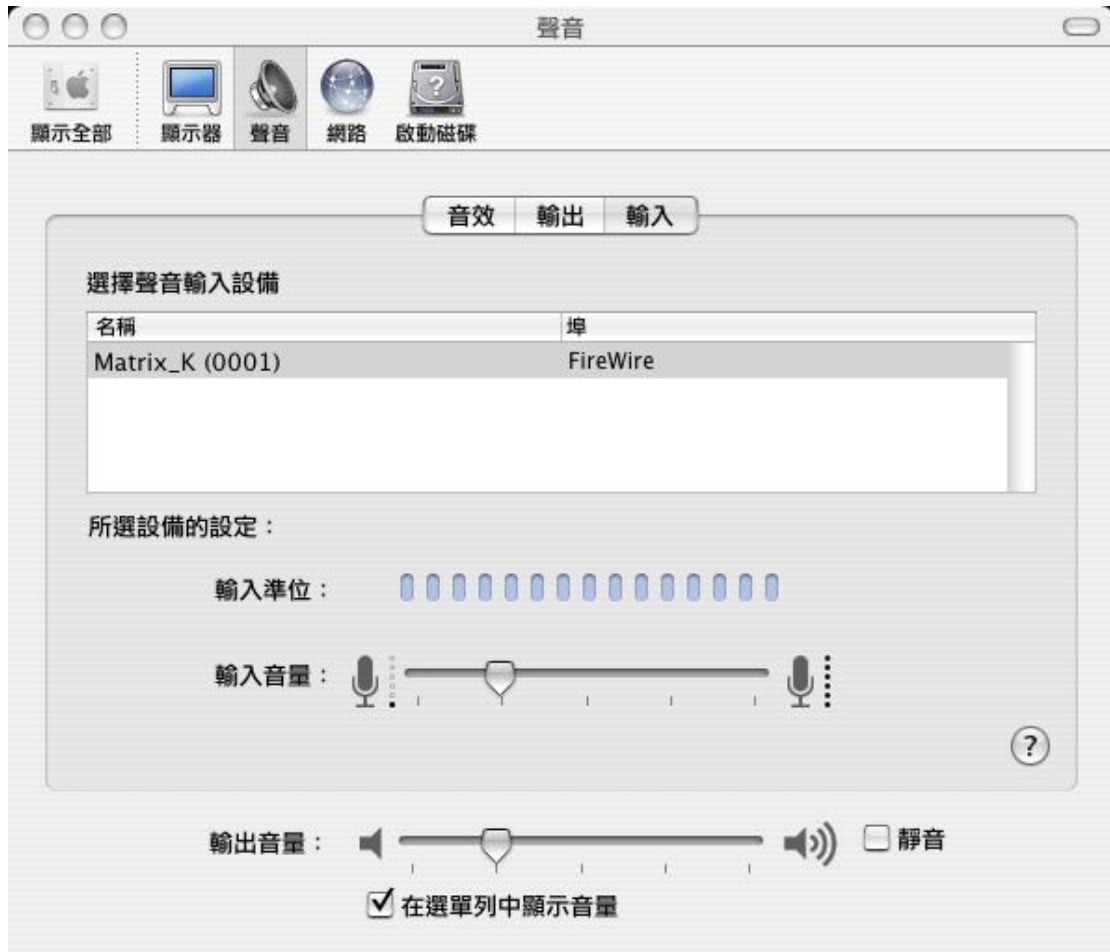 聲音
顯示全部 顯示器 聲音 網路 啟動磁碟
音效 輸出 輸入
選擇聲音輸入設備
名稱 埠
Matrix_K (0001) FireWire
所選設備的設定：
輸入準位：
輸入音量：
?
輸出音量： 靜音
在選單列中顯示音量